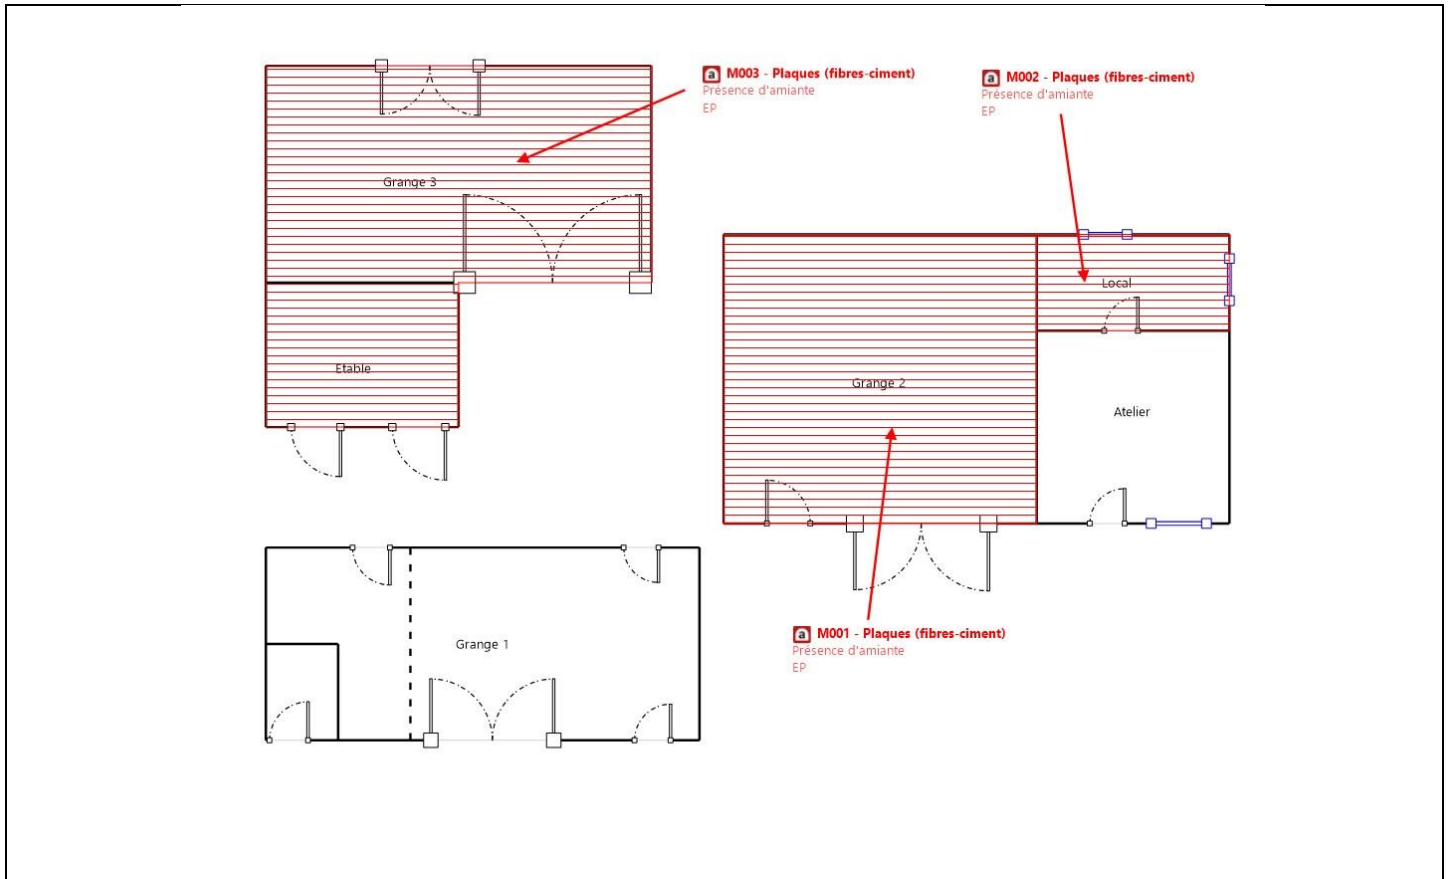 a M003 - Plaques (fibres-ciment)
Présence d'amiante
EP
a M002 - Plaques (fibres-ciment)
Présence d'amiante
EP
Grange 3
Local
Etable
Grange 2
Atelier
Grange 1
a M001 - Plaques (fibres-ciment)
Présence d'amiante
EP